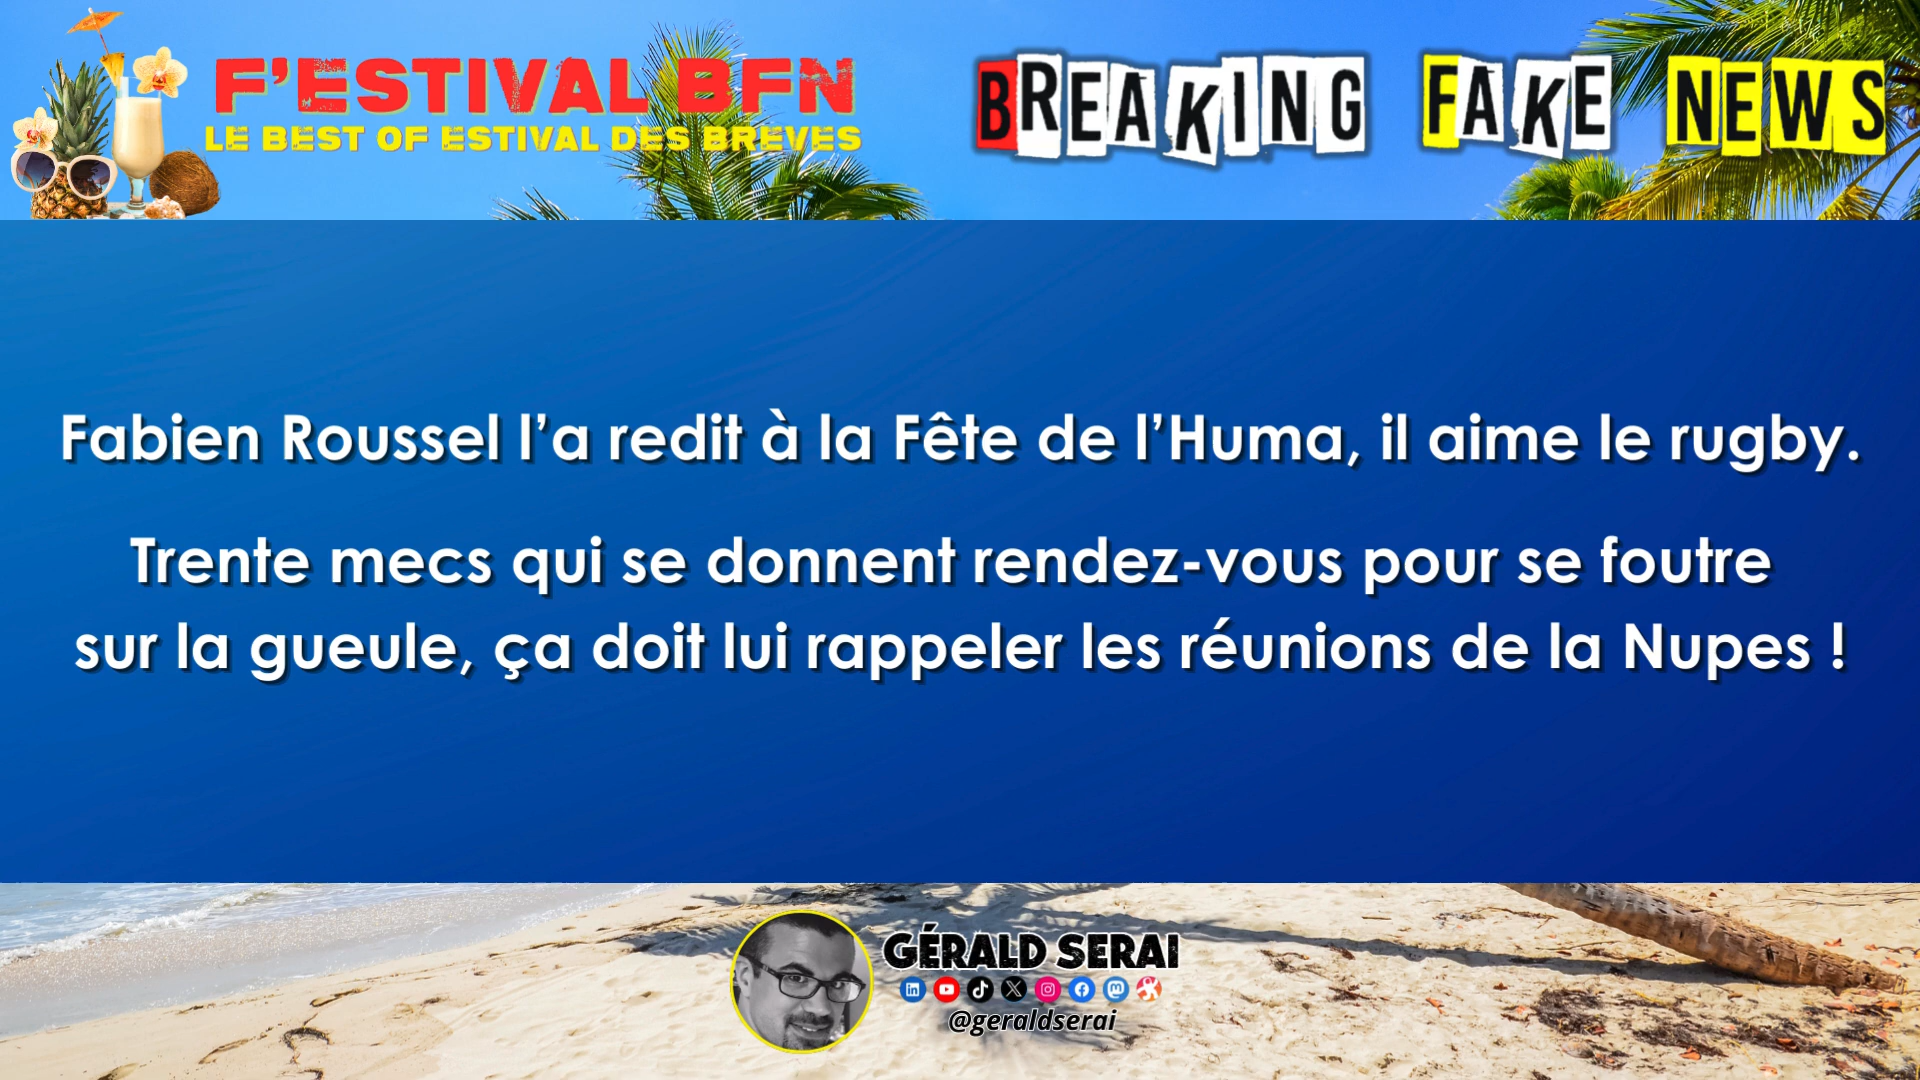 F’ESTIVAL BFN
LE BEST OF ESTIVAL DES BRÈVES
BREAKING FAKE NEWS
Fabien Roussel l’a redit à la Fête de l’Huma, il aime le rugby.
Trente mecs qui se donnent rendez-vous pour se foutre
sur la gueule, ça doit lui rappeler les réunions de la Nupes !
GÉRALD SERAI
@geraldserai